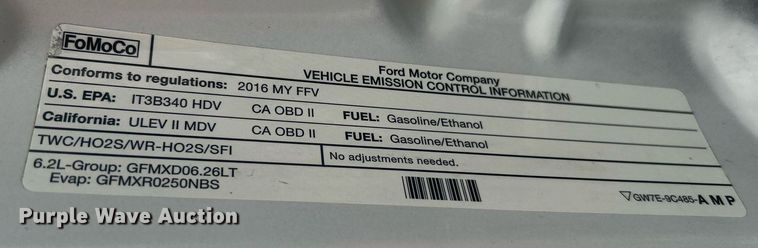 FoMoCo
Ford Motor Company
VEHICLE EMISSION CONTROL INFORMATION
Conforms to regulations: 2016 MY FFV
U.S. EPA: IT3B340 HDV CA OBD II FUEL: Gasoline/Ethanol
California: ULEV II MDV CA OBD II FUEL: Gasoline/Ethanol
TWC/HO2S/WR-HO2S/SFI
No adjustments needed.
6.2L-Group: GFMXD06.26LT
Evap: GFMXR0250NBS
GW7E-9C485-AMP
Purple Wave Auction